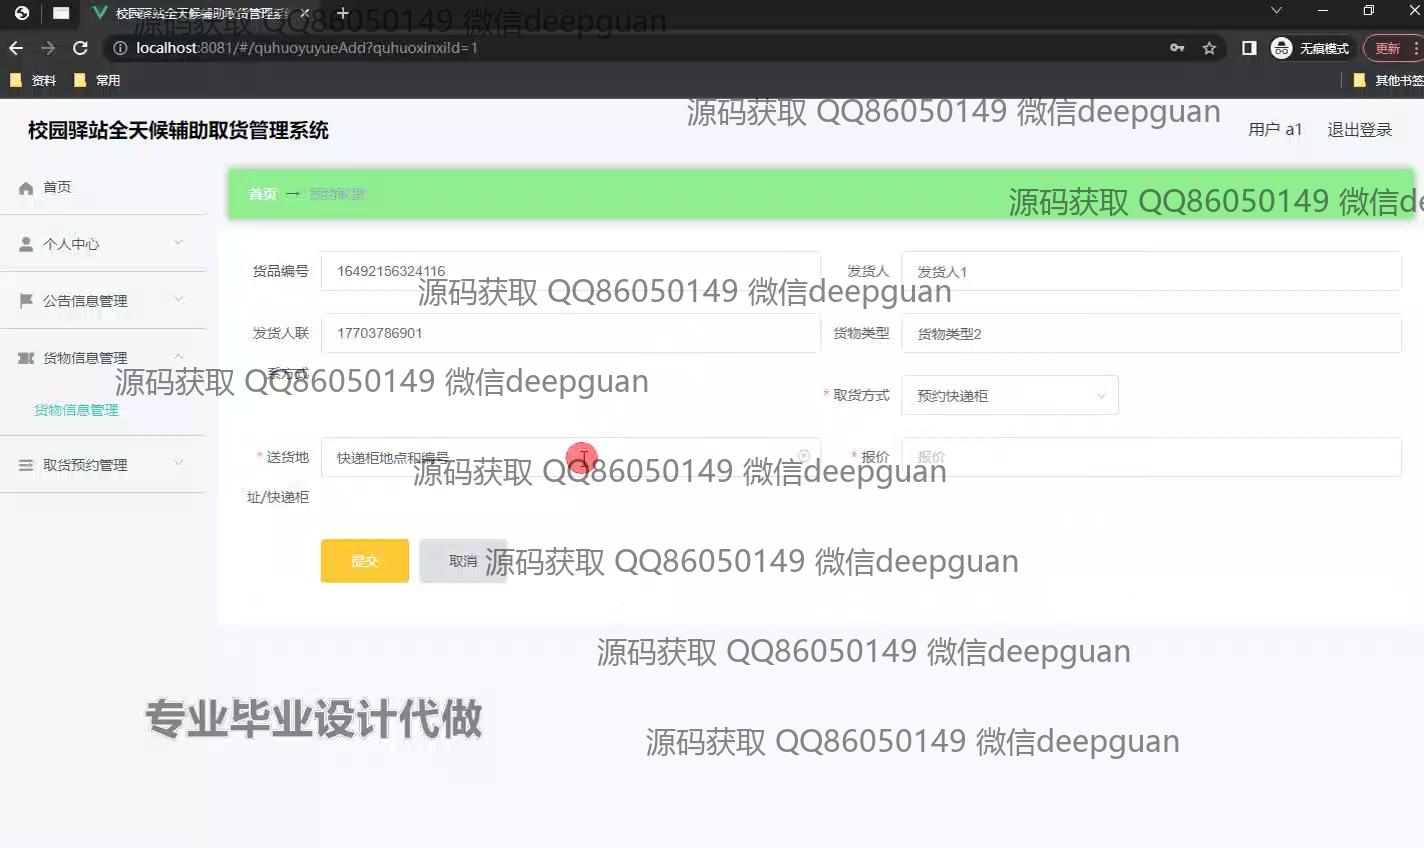 校园驿站全天候辅助取货管理系
源码获取 QQ86050149 微信deepguan
localhost:8081/#/quhuoyuyueAdd?quhuoxinxiId=1
无痕模式
更新
资料
常用
其他书签
源码获取 QQ86050149 微信deepguan
校园驿站全天候辅助取货管理系统
用户 a1
退出登录
首页
首页 →
源码获取 QQ86050149 微信de
个人中心
货品编号
16492156324116
发货人
发货人1
源码获取 QQ86050149 微信deepguan
公告信息管理
发货人联系方式
17703786901
货物类型
货物类型2
货物信息管理
源码获取 QQ86050149 微信deepguan
* 取货方式
预约快递柜
货物信息管理
取货预约管理
* 送货地址/快递柜
快递柜地点和编号
* 报价
报价
源码获取 QQ86050149 微信deepguan
提交
取消
源码获取 QQ86050149 微信deepguan
源码获取 QQ86050149 微信deepguan
专业毕业设计代做
源码获取 QQ86050149 微信deepguan